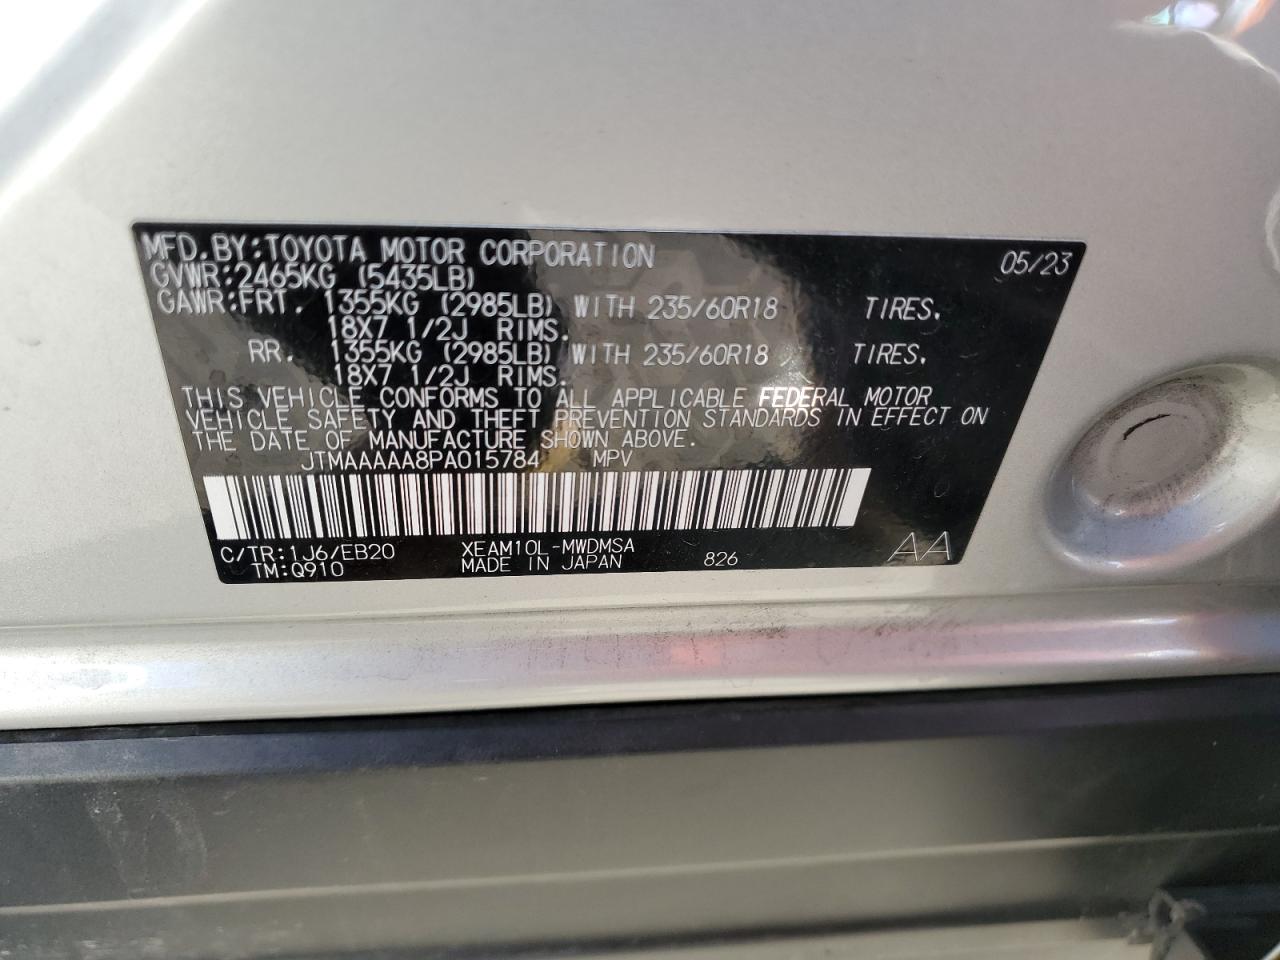 MFD.BY:TOYOTA MOTOR CORPORATION 05/23
GVWR:2465KG (5435LB)
GAWR:FRT. 1355KG (2985LB) WITH 235/60R18 TIRES.
18X7 1/2J RIMS.
RR. 1355KG (2985LB) WITH 235/60R18 TIRES.
18X7 1/2J RIMS.
THIS VEHICLE CONFORMS TO ALL APPLICABLE FEDERAL MOTOR
VEHICLE SAFETY AND THEFT PREVENTION STANDARDS IN EFFECT ON
THE DATE OF MANUFACTURE SHOWN ABOVE.
JTMAAAAA8PA015784 MPV
C/TR:1J6/EB20 XEAM10L-MWDMSA AA
TM:Q910 MADE IN JAPAN 826